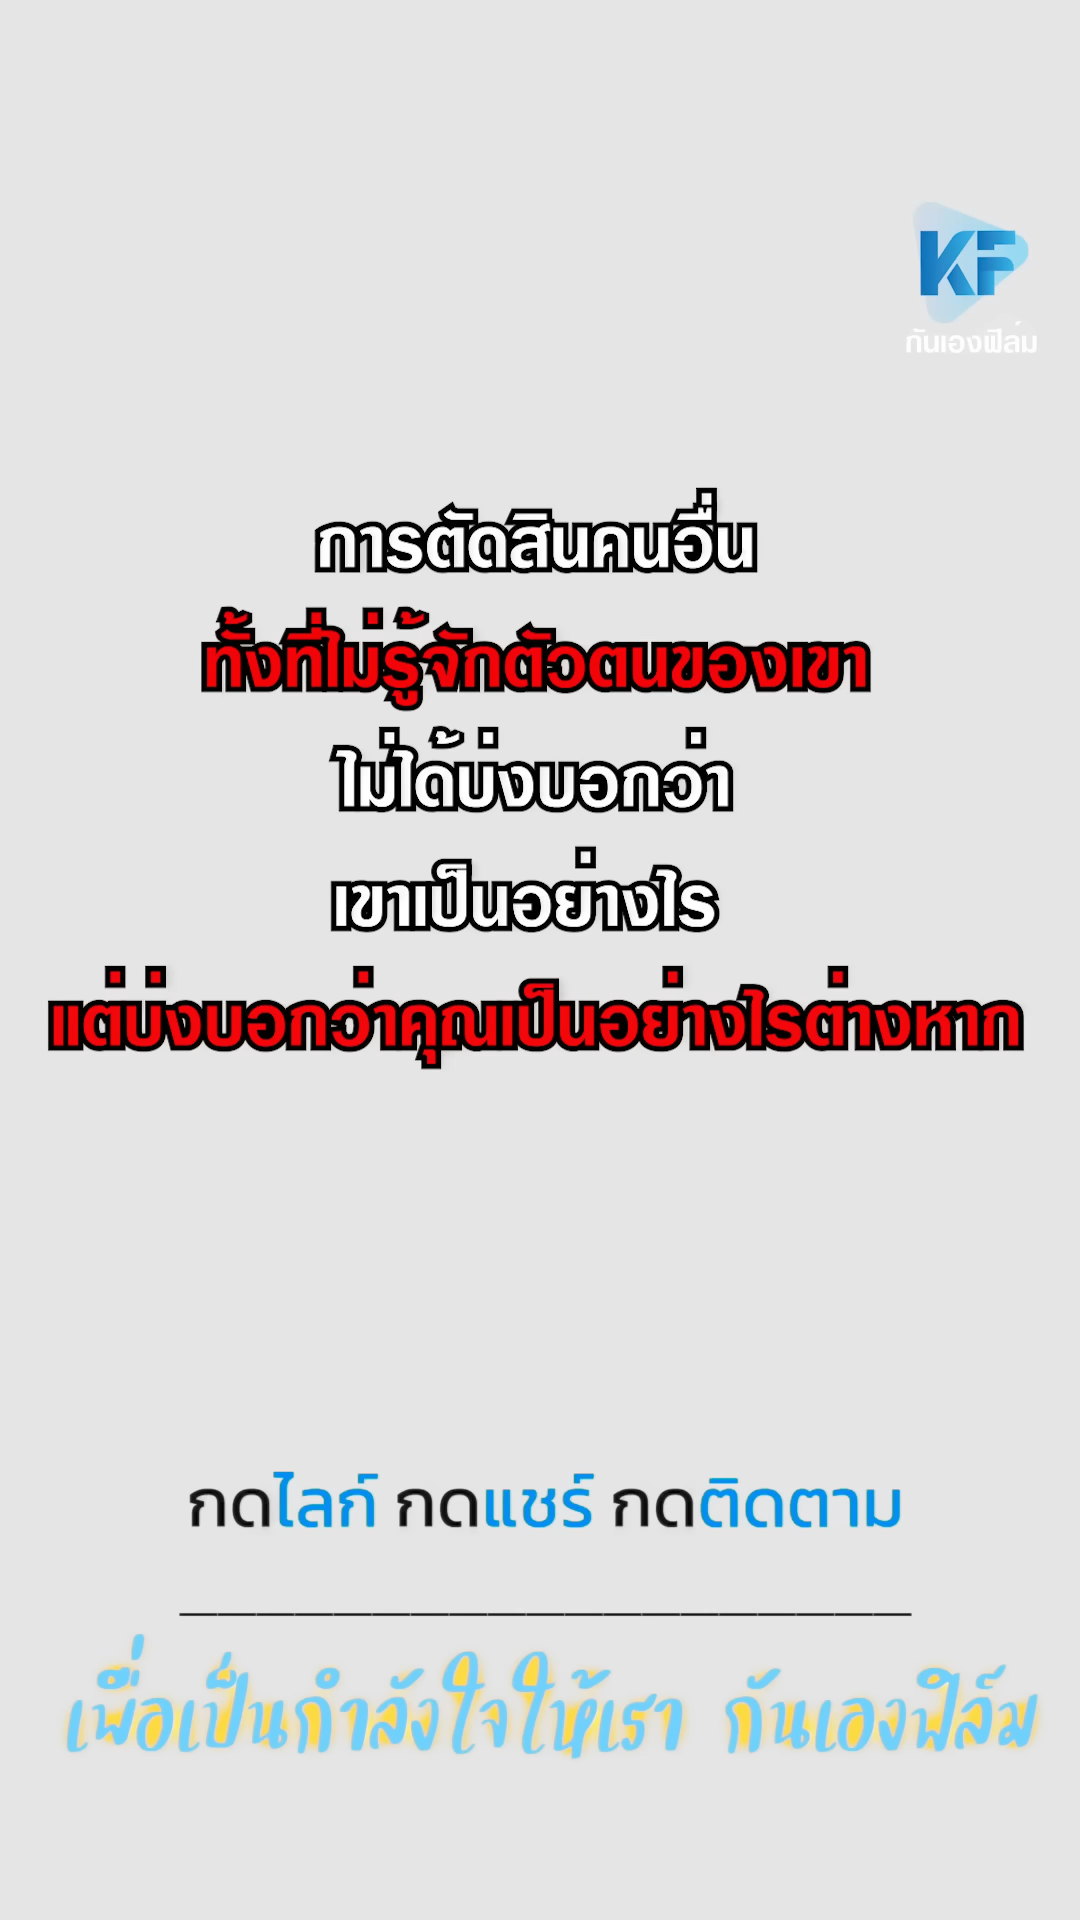 KF
กันเองฟิล์ม
การตัดสินคนอื่น
ทั้งที่ไม่รู้จักตัวตนของเขา
ไม่ได้บ่งบอกว่า
เขาเป็นอย่างไร
แต่บ่งบอกว่าคุณเป็นอย่างไรต่างหาก
กดไลก์ กดแชร์ กดติดตาม
เพื่อเป็นกำลังใจให้เรา กันเองฟิล์ม